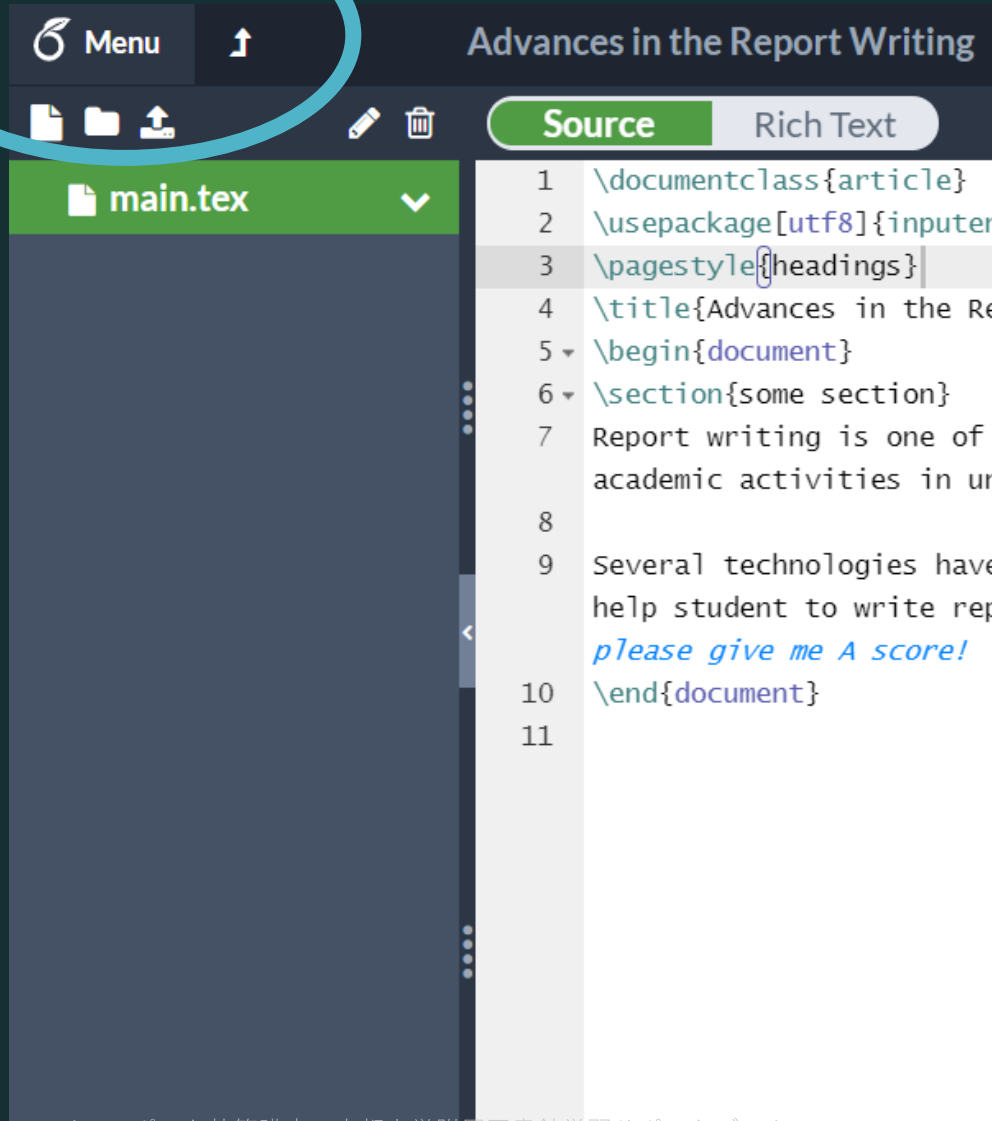 Menu
Advances in the Report Writing
Source Rich Text
main.tex
1 \documentclass{article}
2 \usepackage[utf8]{inputen
3 \pagestyle{headings}
4 \title{Advances in the Re
5 \begin{document}
6 \section{some section}
7 Report writing is one of
academic activities in un
8
9 Several technologies have
help student to write rep
please give me A score!
10 \end{document}
11